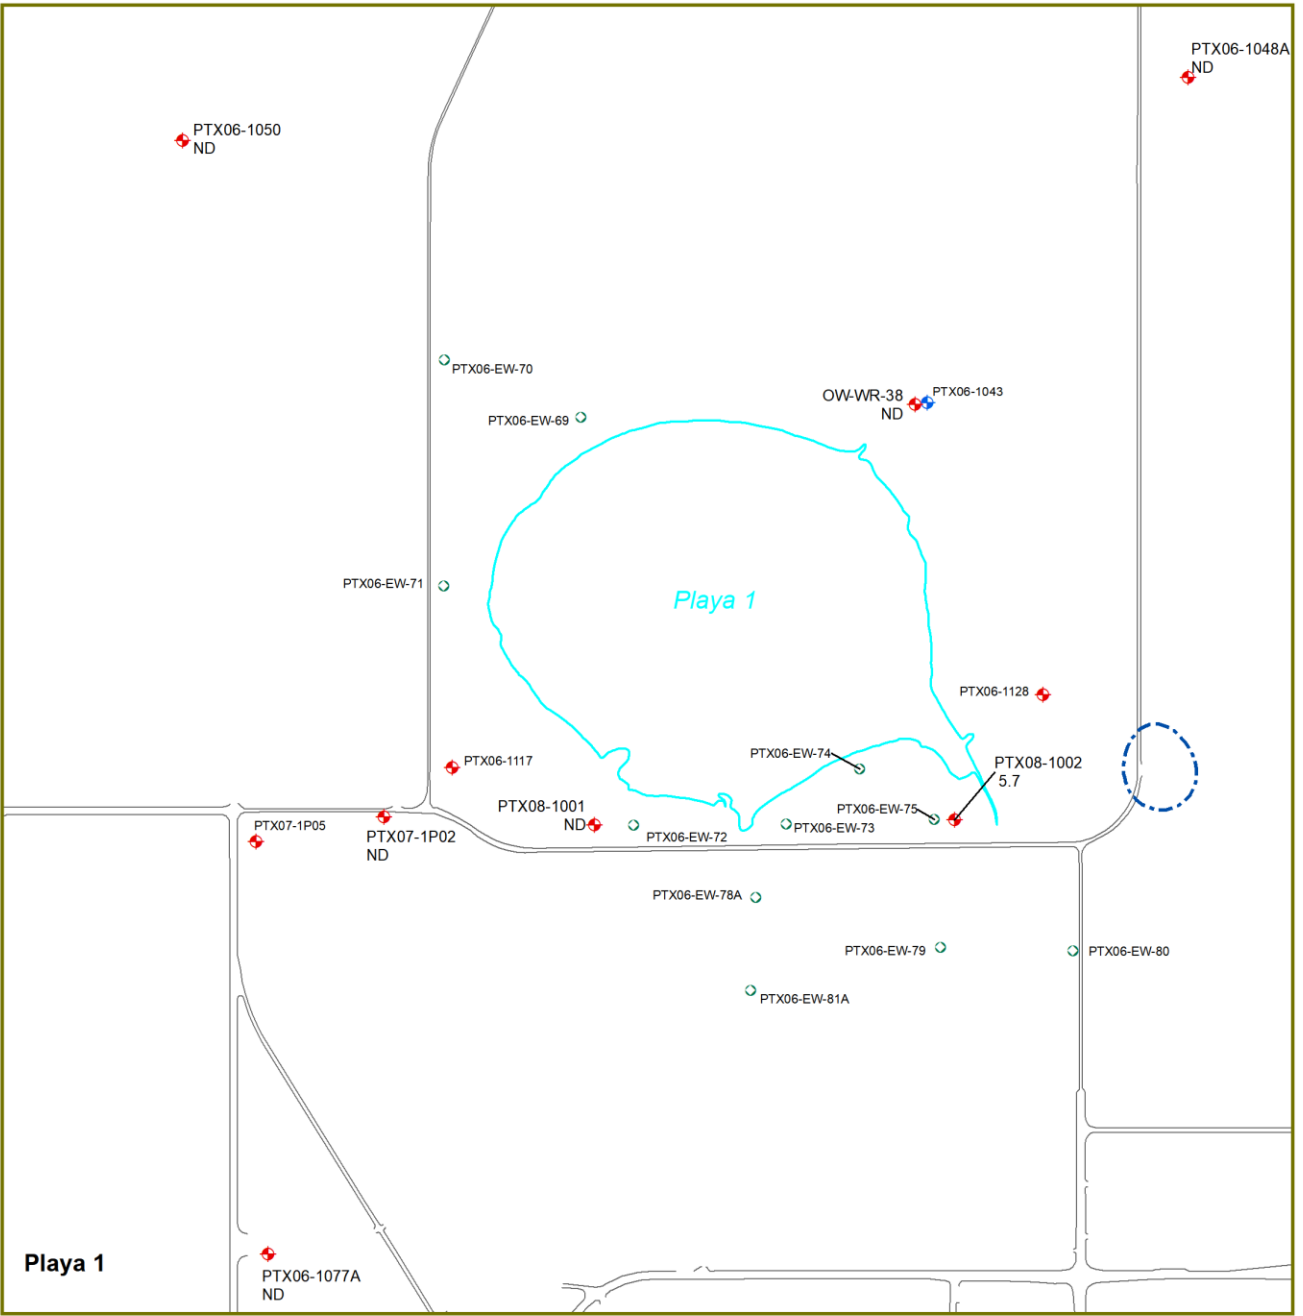 PTX06-1048A
ND
PTX06-1050
ND
PTX06-EW-70
OW-WR-38
ND
PTX06-1043
PTX06-EW-69
PTX06-EW-71
Playa 1
PTX06-1128
PTX06-EW-74
PTX06-1117
PTX08-1002
5.7
PTX08-1001
ND
PTX06-EW-75
PTX07-1P05
PTX07-1P02
ND
PTX06-EW-72
PTX06-EW-73
PTX06-EW-78A
PTX06-EW-79
PTX06-EW-80
PTX06-EW-81A
Playa 1
PTX06-1077A
ND